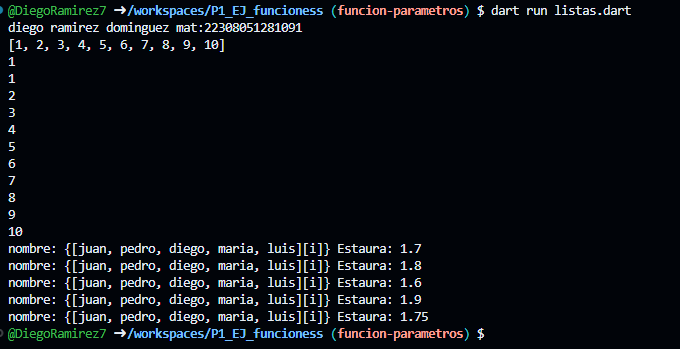 @DiegoRamirez7 ➜/workspaces/P1_EJ_funcioness (funcion-parametros) $ dart run listas.dart
diego ramirez dominguez mat:22308051281091
[1, 2, 3, 4, 5, 6, 7, 8, 9, 10]
1
1
2
3
4
5
6
7
8
9
10
nombre: {[juan, pedro, diego, maria, luis][i]} Estaura: 1.7
nombre: {[juan, pedro, diego, maria, luis][i]} Estaura: 1.8
nombre: {[juan, pedro, diego, maria, luis][i]} Estaura: 1.6
nombre: {[juan, pedro, diego, maria, luis][i]} Estaura: 1.9
nombre: {[juan, pedro, diego, maria, luis][i]} Estaura: 1.75
@DiegoRamirez7 ➜/workspaces/P1_EJ_funcioness (funcion-parametros) $